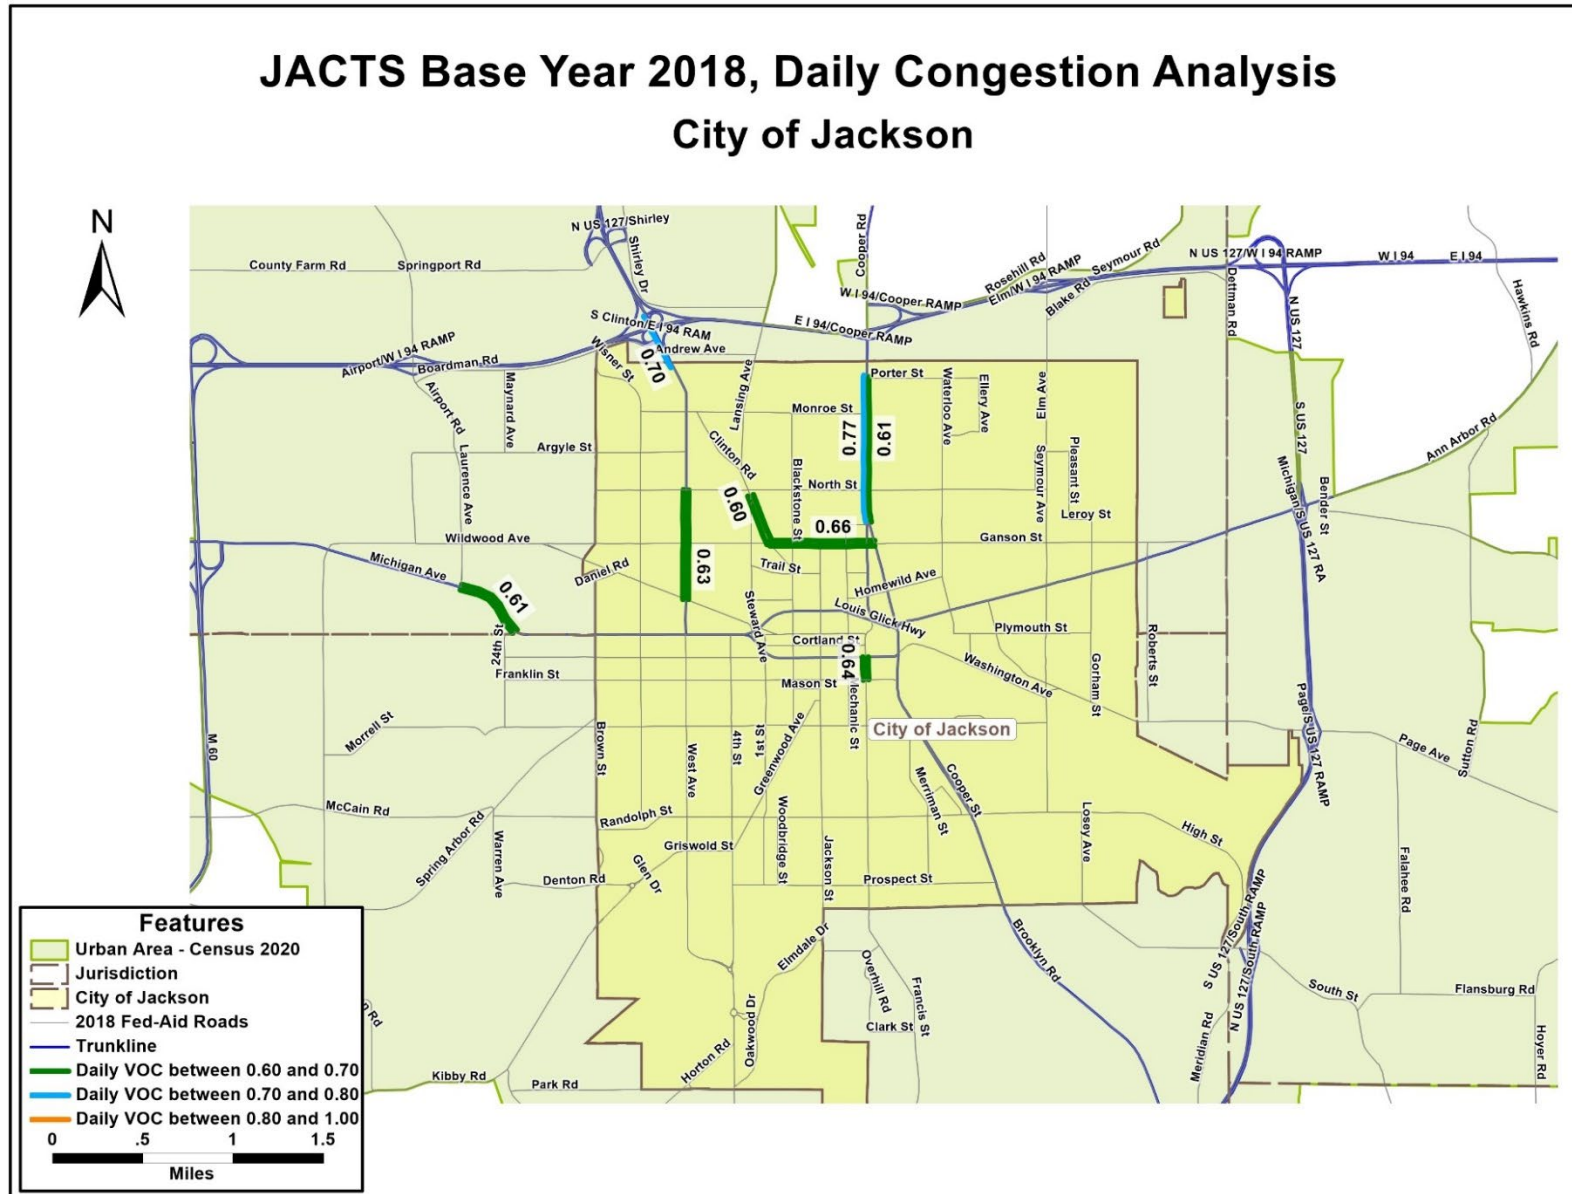 JACTS Base Year 2018, Daily Congestion Analysis
City of Jackson
N
N US 127/Shirley
Shirley Dr
County Farm Rd
Springport Rd
Cooper Rd
Rosehill Rd
Seymour Rd
Elm/W I 94 RAMP
Blake Rd
N US 127/W I 94 RAMP
W I 94
E I 94
Dettman Rd
Hawkins Rd
W I 94/Cooper RAMP
E I 94/Cooper RAMP
S Clinton/E I 94 RAM
Andrew Ave
0.70
Wisner St
Airport/W I 94 RAMP
Boardman Rd
Airport Rd
Maynard Ave
Lansing Ave
Porter St
Monroe St
Waterloo Ave
Ellery Ave
Elm Ave
N US 127
S US 127
Ann Arbor Rd
Argyle St
Laurence Ave
Clinton Rd
Blackstone St
0.77
0.61
North St
Seymour Ave
Pleasant St
Leroy St
Michigan/S US 127 RA
Bender St
0.60
0.66
Wildwood Ave
Ganson St
Michigan Ave
Daniel Rd
0.63
Trail St
Homewild Ave
0.61
Steward Ave
Louis Glick Hwy
Cortland St
Plymouth St
24th St
Franklin St
0.64
Mason St
Mechanic St
Washington Ave
Gorham St
Roberts St
Page/S US 127 RAMP
City of Jackson
Morrell St
M 60
Brown St
West Ave
4th St
1st St
Greenwood Ave
Page Ave
Sutton Rd
McCain Rd
Randolph St
Woodbridge St
Cooper St
Merriman St
Losey Ave
High St
Spring Arbor Rd
Warren Ave
Griswold St
Jackson St
Denton Rd
Glen Dr
Prospect St
Falahee Rd
Brooklyn Rd
Elmdale Dr
Overhill Rd
Francis St
Clark St
S US 127/South RAMP
N US 127/South RAMP
South St
Flansburg Rd
Meridian Rd
Hoyer Rd
Oakwood Dr
Horton Rd
Kibby Rd
Park Rd
Features
Urban Area - Census 2020
Jurisdiction
City of Jackson
2018 Fed-Aid Roads
Trunkline
Daily VOC between 0.60 and 0.70
Daily VOC between 0.70 and 0.80
Daily VOC between 0.80 and 1.00
0 .5 1 1.5
Miles